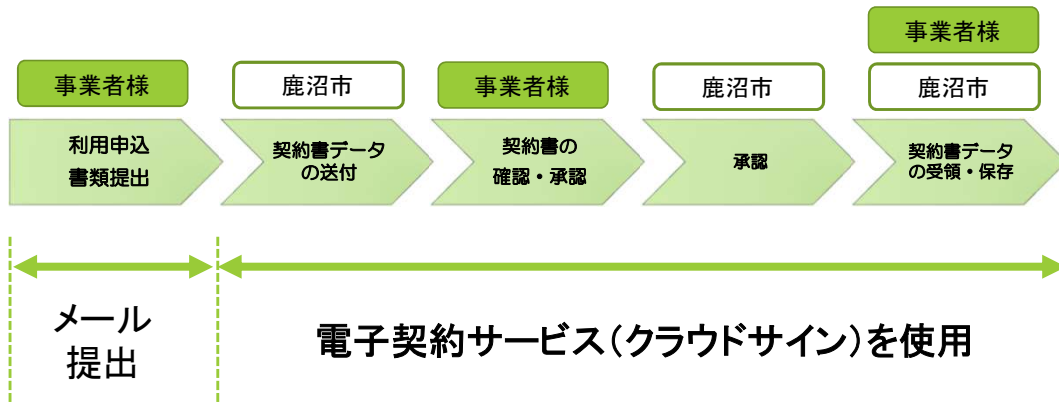 事業者様
事業者様
鹿沼市
事業者様
鹿沼市
鹿沼市
利用申込
書類提出
契約書データ
の送付
契約書の
確認・承認
承認
契約書データ
の受領・保存
メール
提出
電子契約サービス(クラウドサイン)を使用